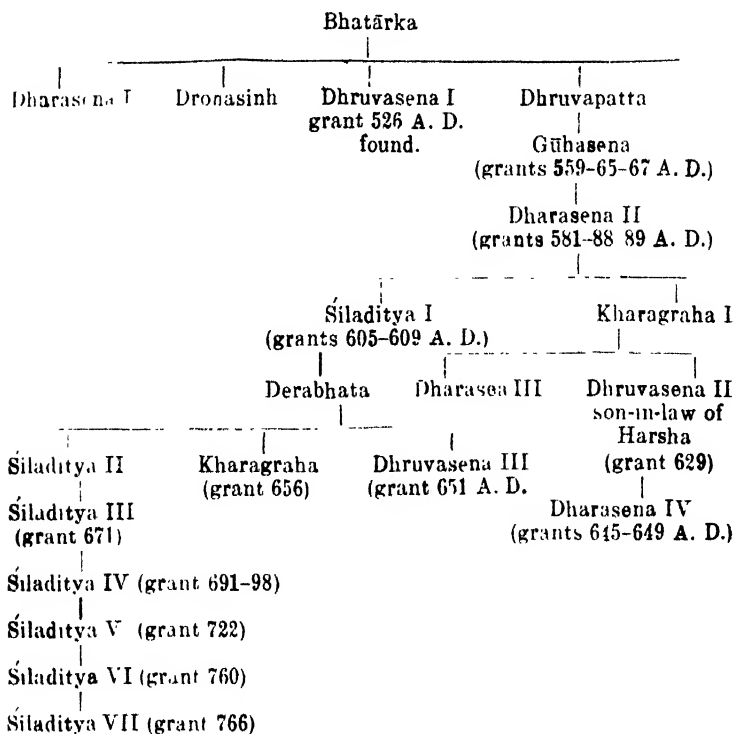 Bhatārka
Dharasena I Dronasinh Dhruvasena I Dhruvapatta
grant 526 A. D.
found. Gūhasena
(grants 559-65-67 A. D.)
Dharasena II
(grants 581-88 89 A. D.)
Śiladitya I Kharagraha I
(grants 605-609 A. D.)
Derabhata Dharasea III Dhruvasena II
son-in-law of
Harsha
Śiladitya II Kharagraha Dhruvasena III (grant 629)
(grant 656) (grant 651 A. D.
Śiladitya III Dharasena IV
(grant 671) (grants 645-649 A. D.)
Śiladitya IV (grant 691-98)
Śiladitya V (grant 722)
Śiladitya VI (grant 760)
Śiladitya VII (grant 766)